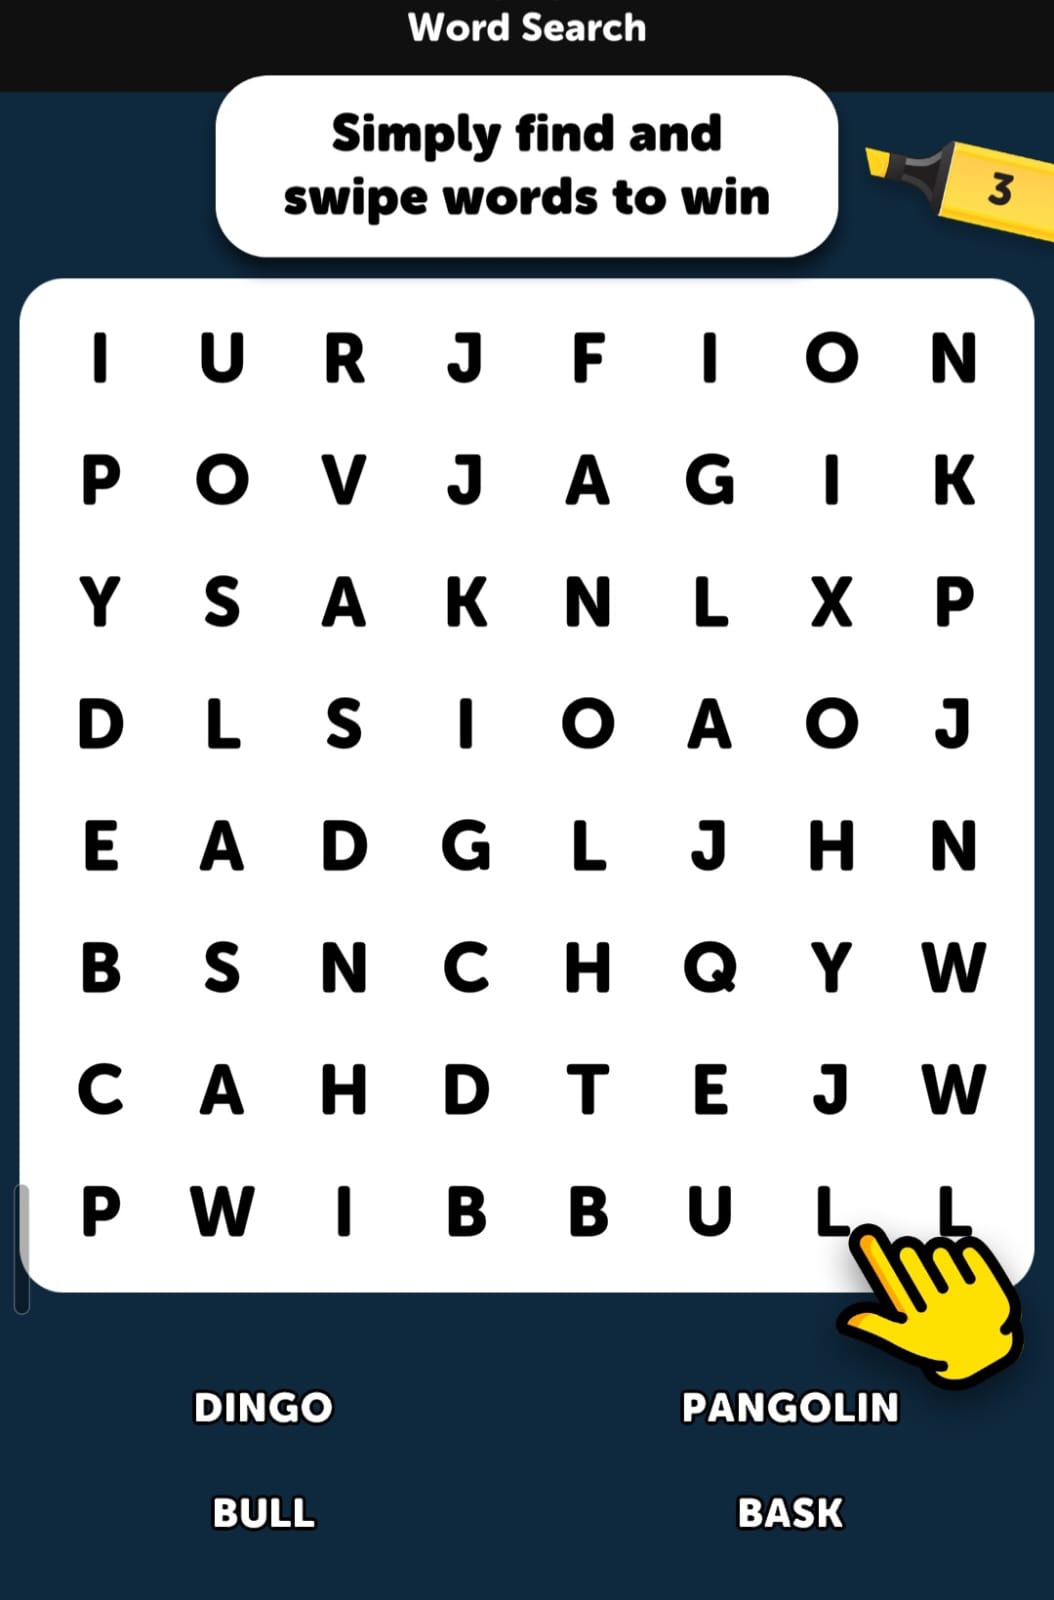 Word Search
Simply find and
swipe words to win
3
I U R J F I O N
P O V J A G I K
Y S A K N L X P
D L S I O A O J
E A D G L J H N
B S N C H Q Y W
C A H D T E J W
P W I B B U L L
DINGO PANGOLIN
BULL BASK